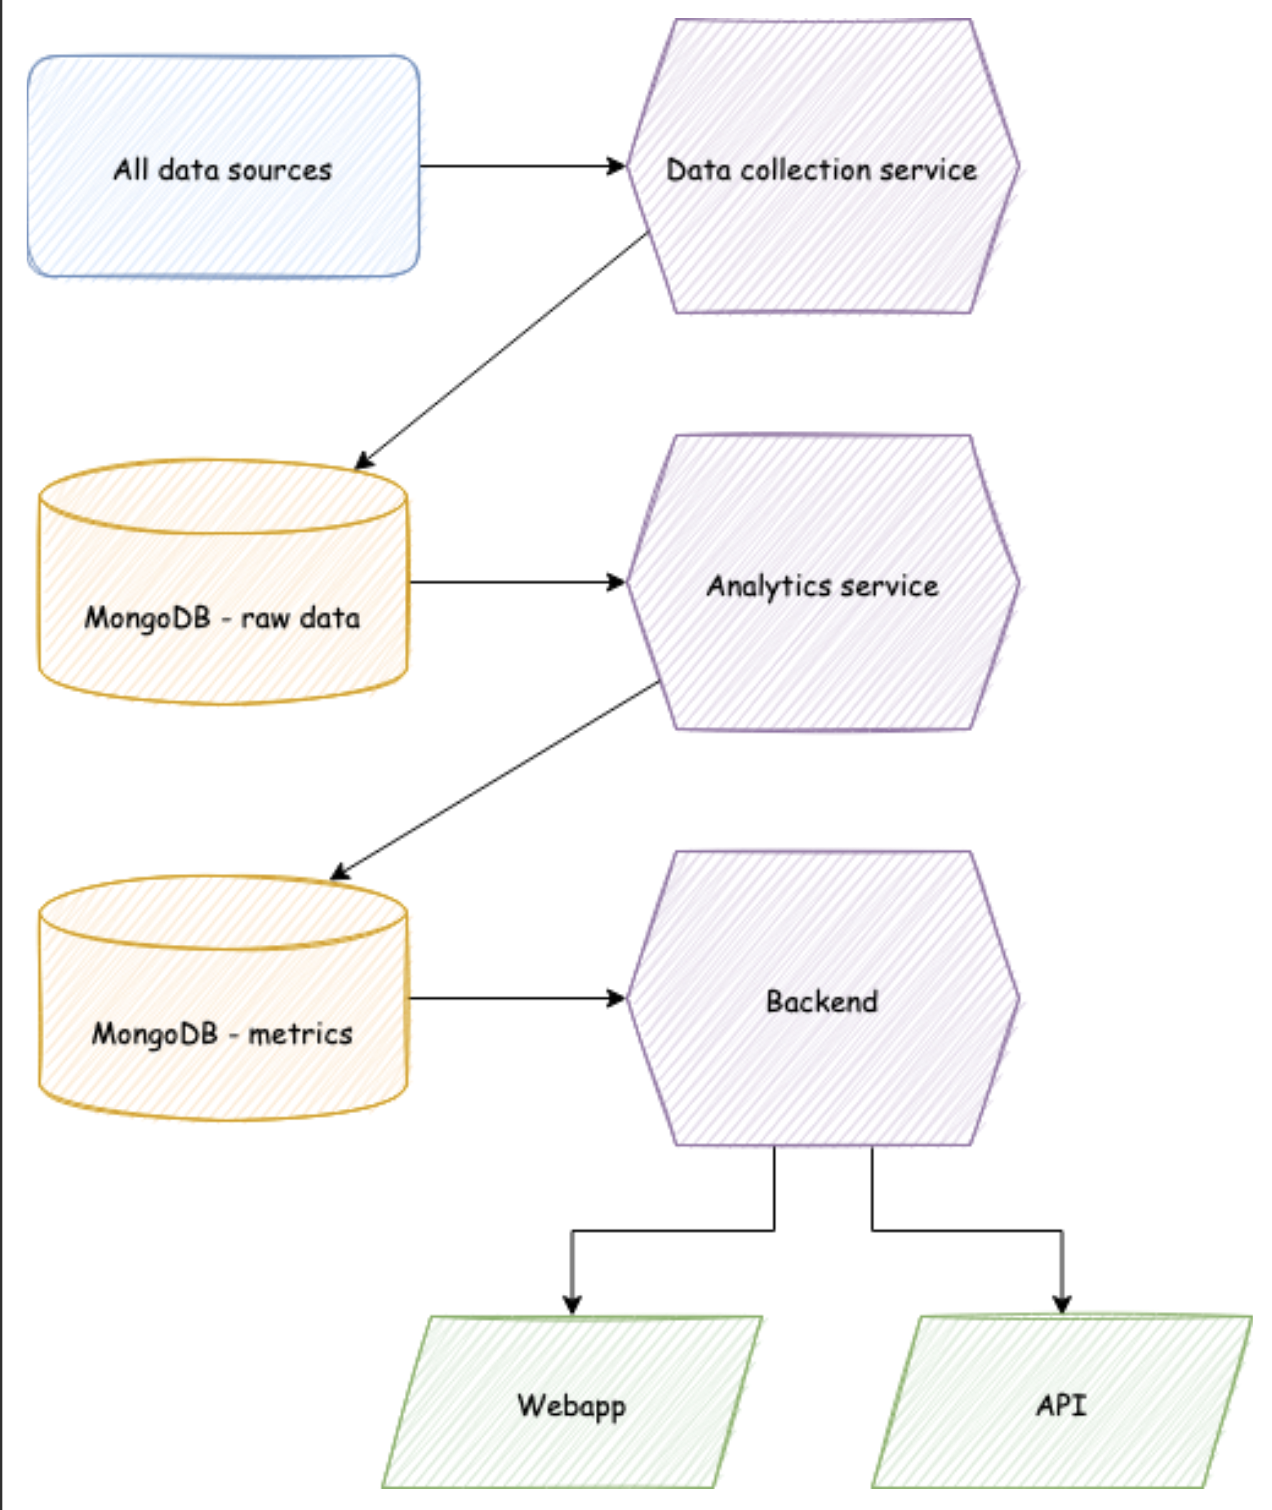 All data sources
Data collection service
MongoDB - raw data
Analytics service
MongoDB - metrics
Backend
Webapp
API